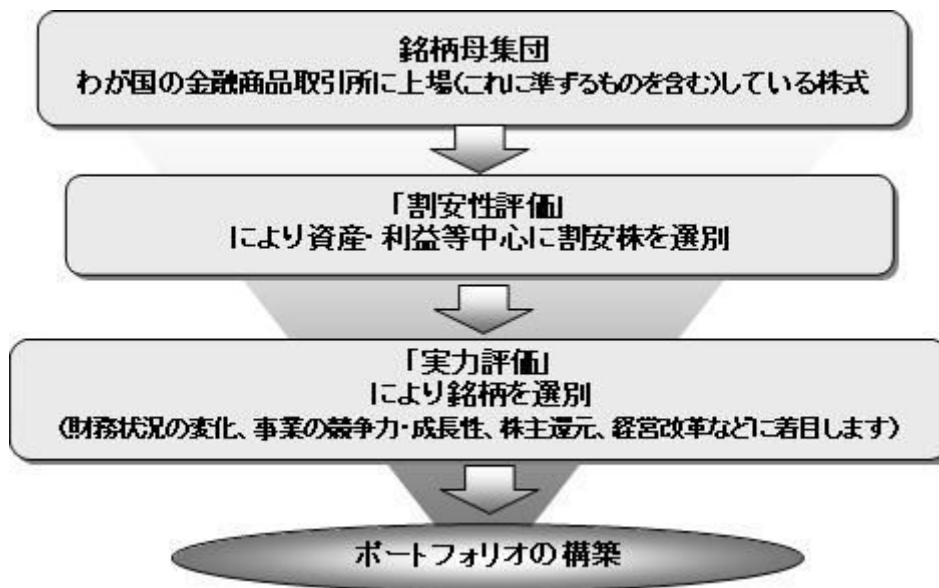 銘柄母集団
わが国の金融商品取引所に上場(これに準ずるものを含む)している株式
「割安性評価」
により資産・利益等中心に割安株を選別
「実力評価」
により銘柄を選別
(財務状況の変化、事業の競争力・成長性、株主還元、経営改革などに着目します)
ポートフォリオの構築